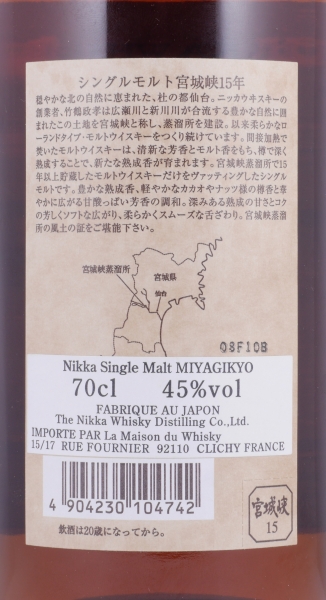 シングルモルト宮城峡15年
穏やかな北の自然に恵まれた、杜の都仙台。ニッカウヰスキーの
創業者、竹鶴政孝は広瀬川と新川川が合流する豊かな自然に囲
まれたこの土地を宮城峡と称し、蒸溜所を建設。以来柔らかなロ
ーランドタイプ・モルトウイスキーをつくり続けています。間接加熱で
焚いたモルトウイスキーは、清新な芳香とモルト香をもち、樽で深く
熟成することで、新たな熟成香が育まれます。宮城峡蒸溜所で15年
以上貯蔵したモルトウイスキーだけをヴァッティングしたシングル
モルトです。豊かな熟成香、軽やかなカカオやナッツ様の樽香と華
やかに広がる甘酸っぱい芳香の調和。深みある熟成の甘さとコク
の芳しくソフトな広がり、柔らかくスムーズな舌ざわり。宮城峡蒸溜
所の風土の証をご堪能下さい。
宮城峡蒸溜所
宮城県
仙台
08F10B
Nikka Single Malt MIYAGIKYO
70cl 45%vol
FABRIQUE AU JAPON
The Nikka Whisky Distilling Co.,Ltd.
IMPORTE PAR La Maison du Whisky
15/17 RUE FOURNIER 92110 CLICHY FRANCE
4 904230 104742
宮城峡
15
飲酒は20歳になってから。